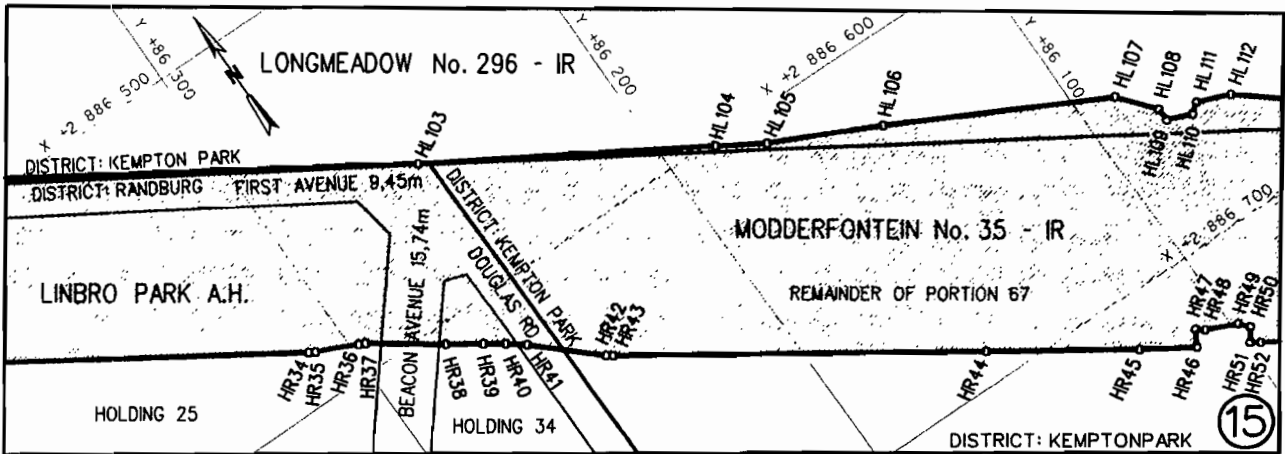 Y +86 300
X +2 886 500
N
LONGMEADOW No. 296 - IR
Y +86 200
X +2 886 600
Y +86 100
HL103
HL104
HL105
HL106
HL107
HL108
HL109
HL110
HL111
HL112
DISTRICT: KEMPTON PARK
DISTRICT: RANDBURG
FIRST AVENUE 9,45m
DISTRICT: KEMPTON PARK
BEACON AVENUE 15,74m
DOUGLAS RD
LINBRO PARK A.H.
MODDERFONTEIN No. 35 - IR
X +2 886 700
REMAINDER OF PORTION 67
HR34
HR35
HR36
HR37
HR38
HR39
HR40
HR41
HR42
HR43
HR44
HR45
HR46
HR47
HR48
HR49
HR50
HR51
HR52
HOLDING 25
HOLDING 34
DISTRICT: KEMPTONPARK
15